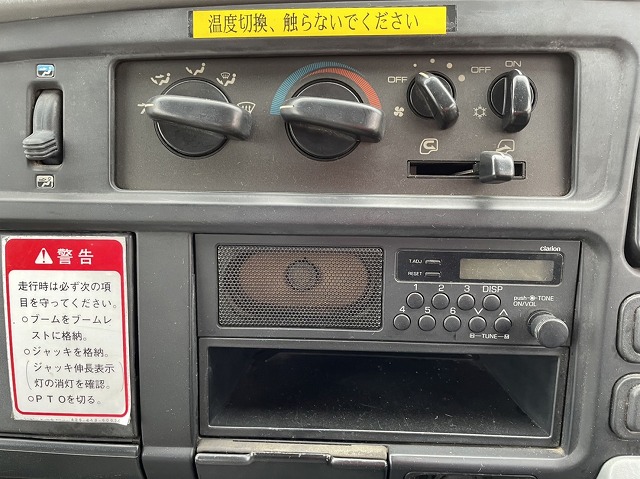 温度切換、触らないでください
OFF
OFF
ON
⚠警告
走行時は必ず次の項
目を守ってください。
○ブームをブームレ
ストに格納。
○ジャッキを格納。
(ジャッキ伸長表示
灯の消灯を確認。)
○PTOを切る。
clarion
T.ADJ
RESET
1 2 3 DISP
4 5 6
TUNE
push-TONE
ON/VOL